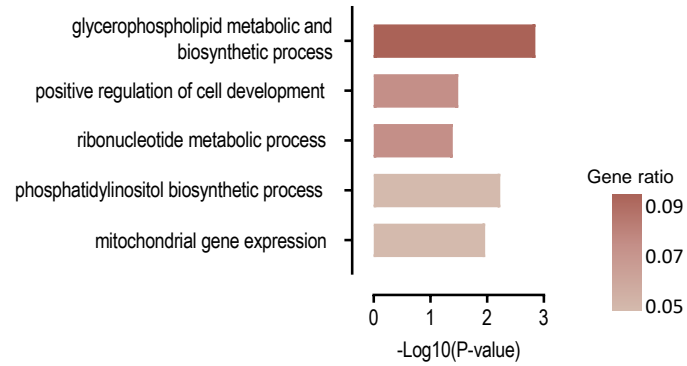 glycerophospholipid metabolic and
biosynthetic process
positive regulation of cell development
ribonucleotide metabolic process
phosphatidylinositol biosynthetic process
mitochondrial gene expression
Gene ratio
0.09
0.07
0.05
0 1 2 3
-Log10(P-value)